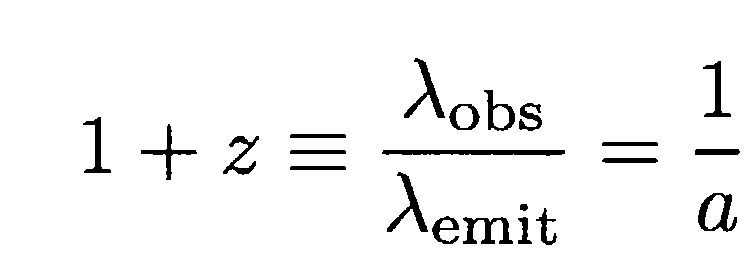 1 + z ≡ λ_obs / λ_emit = 1 / a